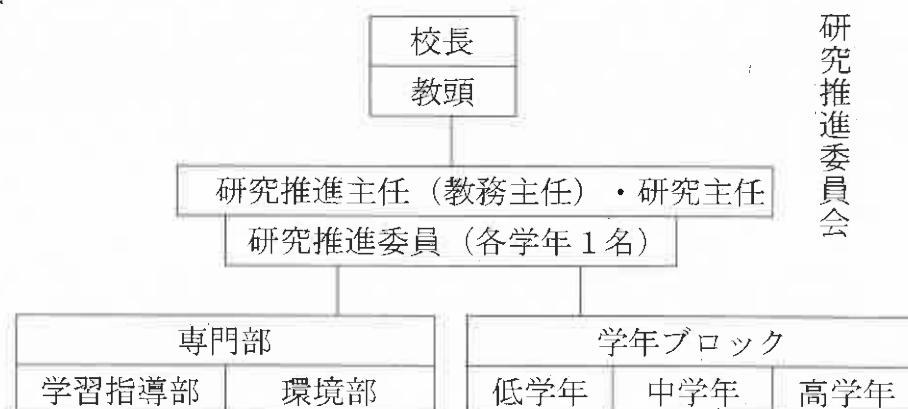 校長
教頭
研究推進委員会
研究推進主任（教務主任）・研究主任
研究推進委員（各学年１名）
専門部
学習指導部
環境部
学年ブロック
低学年
中学年
高学年